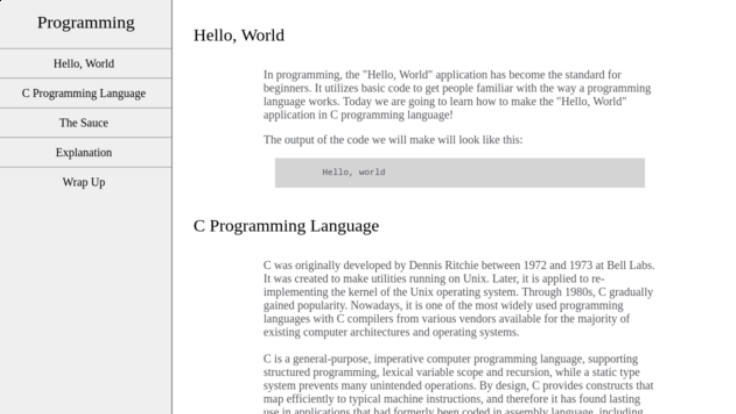 Programming
Hello, World
C Programming Language
The Sauce
Explanation
Wrap Up
Hello, World
In programming, the "Hello, World" application has become the standard for
beginners. It utilizes basic code to get people familiar with the way a programming
language works. Today we are going to learn how to make the "Hello, World"
application in C programming language!
The output of the code we will make will look like this:
Hello, world
C Programming Language
C was originally developed by Dennis Ritchie between 1972 and 1973 at Bell Labs.
It was created to make utilities running on Unix. Later, it is applied to re-
implementing the kernel of the Unix operating system. Through 1980s, C gradually
gained popularity. Nowadays, it is one of the most widely used programming
languages with C compilers from various vendors available for the majority of
existing computer architectures and operating systems.
C is a general-purpose, imperative computer programming language, supporting
structured programming, lexical variable scope and recursion, while a static type
system prevents many unintended operations. By design, C provides constructs that
map efficiently to typical machine instructions, and therefore it has found lasting
use in applications that had formerly been coded in assembly language, including